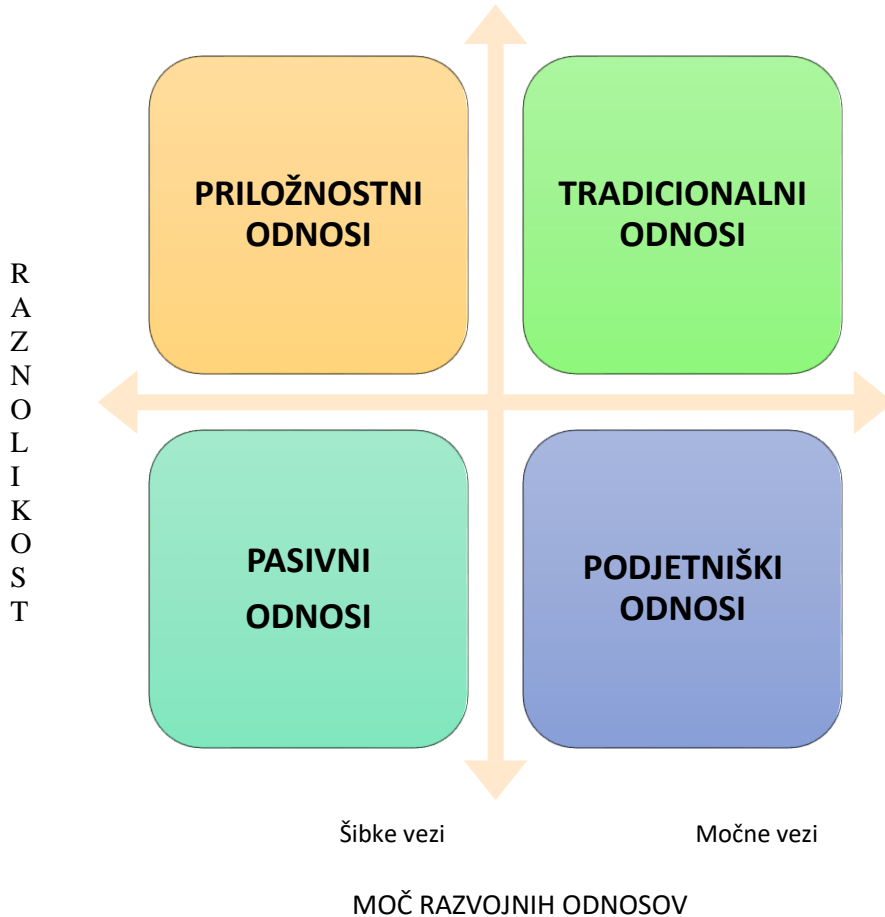 PRILOŽNOSTNI
ODNOSI
TRADICIONALNI
ODNOSI
R
A
Z
N
O
L
I
K
O
S
T
PASIVNI
ODNOSI
PODJETNIŠKI
ODNOSI
Šibke vezi
Močne vezi
MOČ RAZVOJNIH ODNOSOV